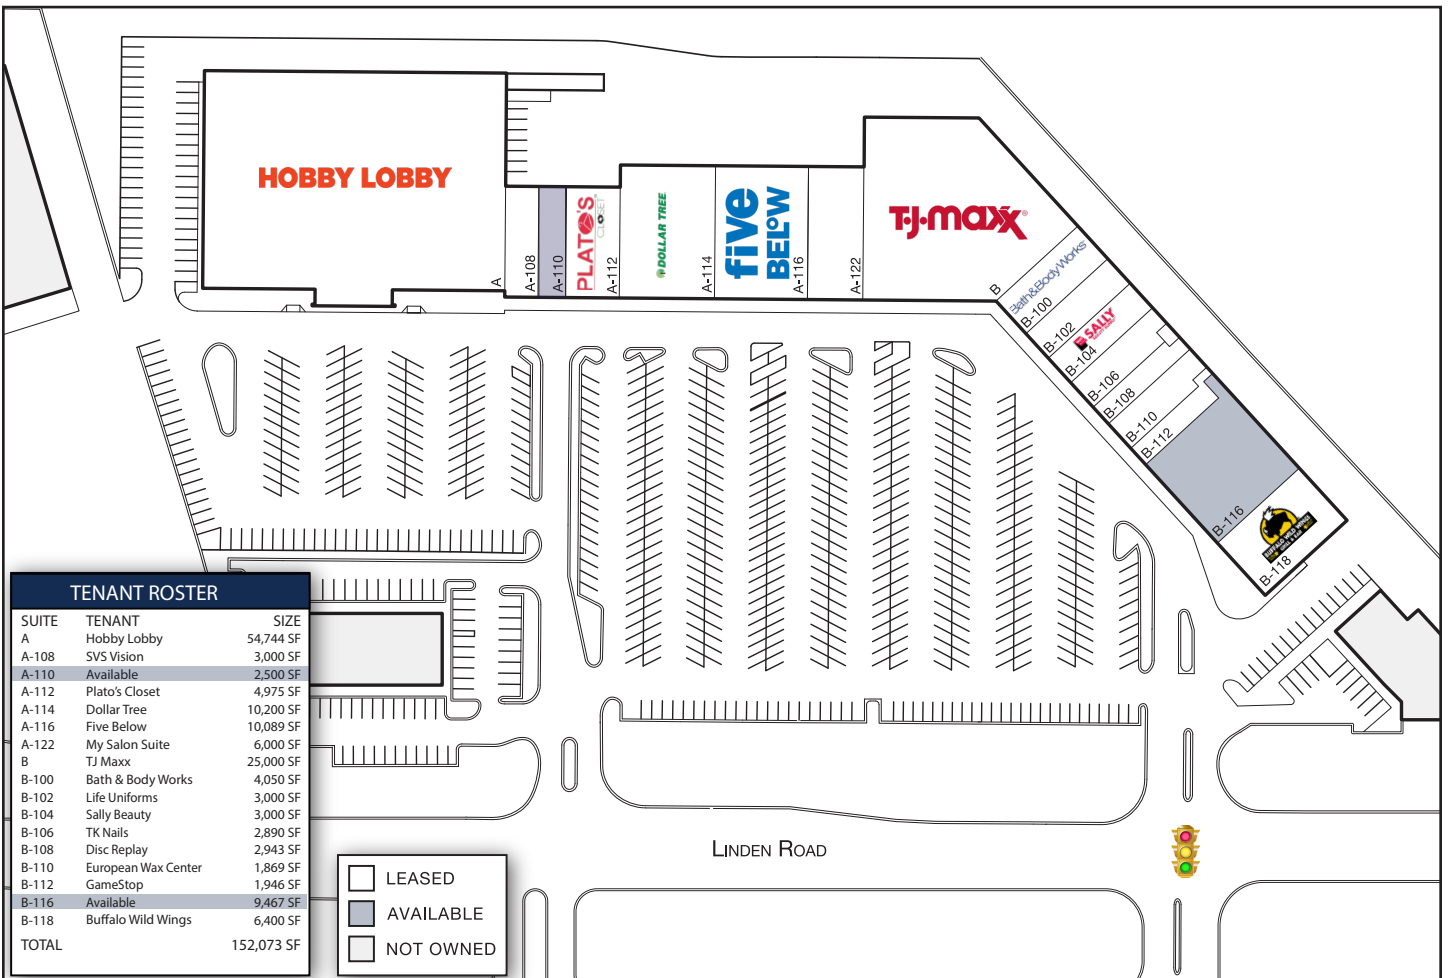 HOBBY LOBBY
A
A-108
A-110
PLATO'S
CLOSET
A-112
DOLLAR TREE
A-114
five
BELOW
A-116
A-122
T·J·maxx
B
Bath&BodyWorks
B-100
B-102
SALLY
B-104
B-106
B-108
B-110
B-112
B-116
BUFFALO WILD WINGS
B-118
TENANT ROSTER
SUITE TENANT SIZE
A Hobby Lobby 54,744 SF
A-108 SVS Vision 3,000 SF
A-110 Available 2,500 SF
A-112 Plato's Closet 4,975 SF
A-114 Dollar Tree 10,200 SF
A-116 Five Below 10,089 SF
A-122 My Salon Suite 6,000 SF
B TJ Maxx 25,000 SF
B-100 Bath & Body Works 4,050 SF
B-102 Life Uniforms 3,000 SF
B-104 Sally Beauty 3,000 SF
B-106 TK Nails 2,890 SF
B-108 Disc Replay 2,943 SF
B-110 European Wax Center 1,869 SF
B-112 GameStop 1,946 SF
B-116 Available 9,467 SF
B-118 Buffalo Wild Wings 6,400 SF
TOTAL 152,073 SF
LEASED
AVAILABLE
NOT OWNED
LINDEN ROAD